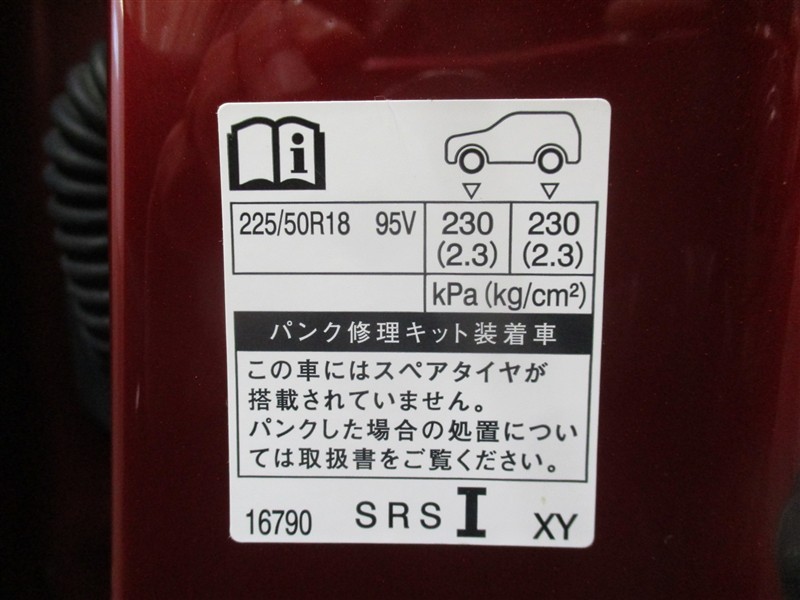 i
225/50R18 95V 230 (2.3) 230 (2.3)
kPa (kg/cm²)
パンク修理キット装着車
この車にはスペアタイヤが
搭載されていません。
パンクした場合の処置につい
ては取扱書をご覧ください。
16790 SRS I XY